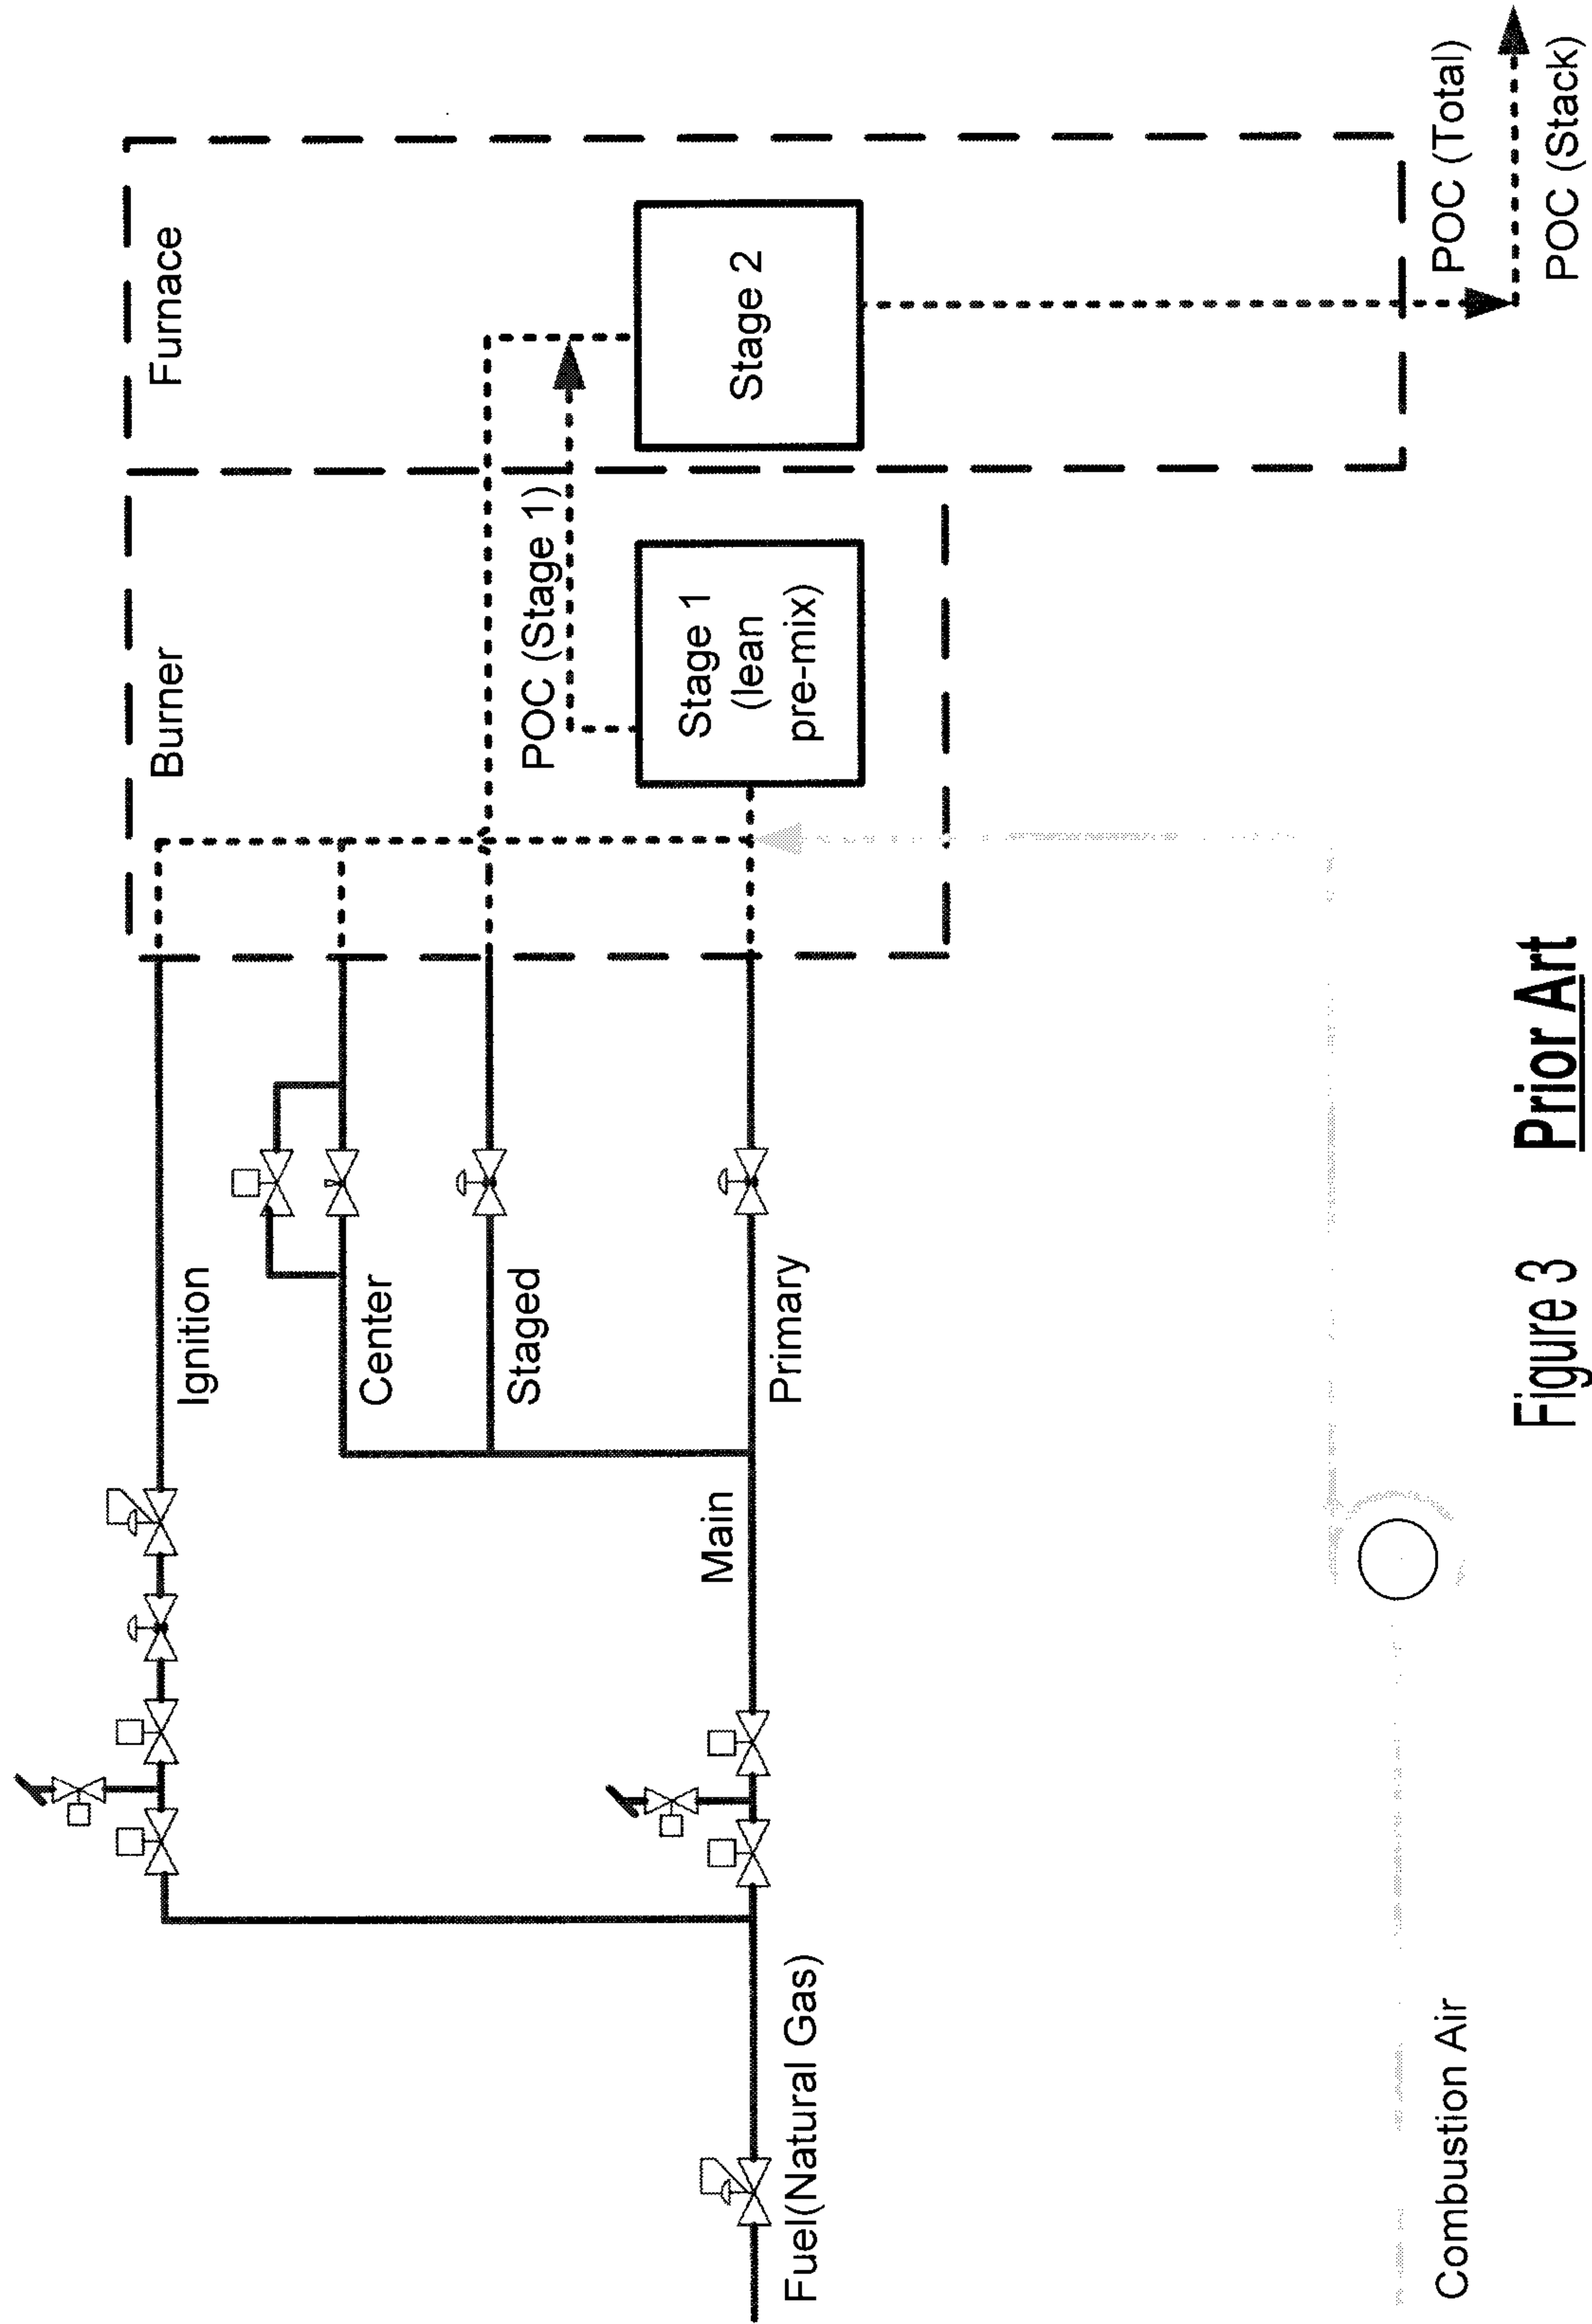 Furnace
Burner
POC (Stage 1)
Stage 1
(lean
pre-mix)
Stage 2
POC (Total)
POC (Stack)
Ignition
Center
Staged
Primary
Main
Fuel(Natural Gas)
Combustion Air
Figure 3 Prior Art